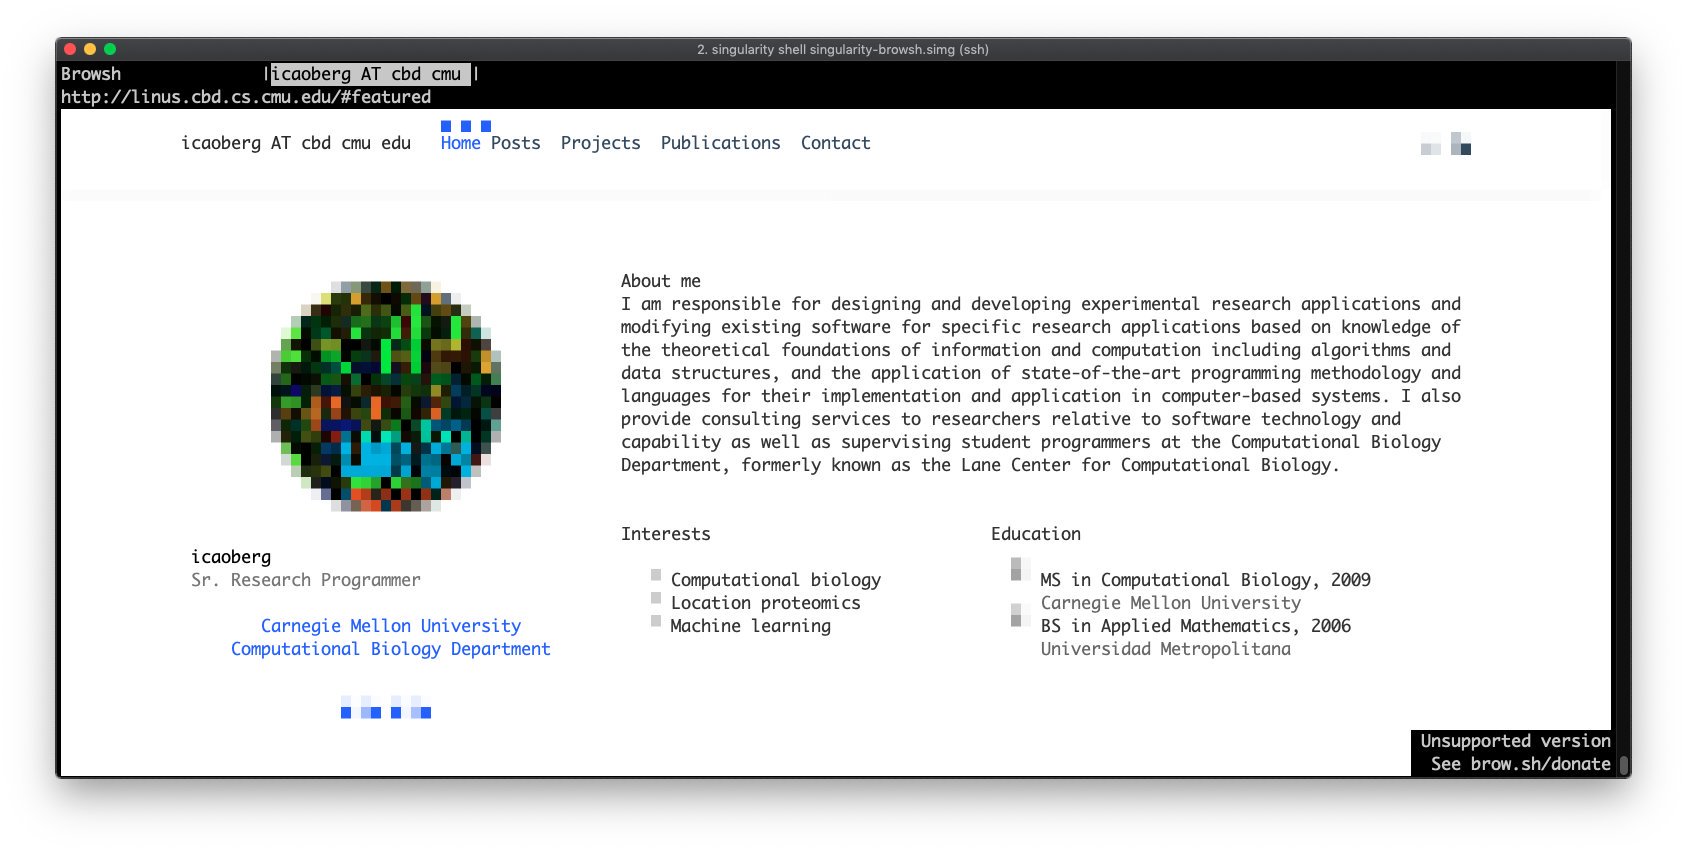 2. singularity shell singularity-browsh.simg (ssh)
Browsh |icaoberg AT cbd cmu |
http://linus.cbd.cs.cmu.edu/#featured
icaoberg AT cbd cmu edu Home Posts Projects Publications Contact
About me
I am responsible for designing and developing experimental research applications and
modifying existing software for specific research applications based on knowledge of
the theoretical foundations of information and computation including algorithms and
data structures, and the application of state-of-the-art programming methodology and
languages for their implementation and application in computer-based systems. I also
provide consulting services to researchers relative to software technology and
capability as well as supervising student programmers at the Computational Biology
Department, formerly known as the Lane Center for Computational Biology.
icaoberg
Sr. Research Programmer
Carnegie Mellon University
Computational Biology Department
Interests
Computational biology
Location proteomics
Machine learning
Education
MS in Computational Biology, 2009
Carnegie Mellon University
BS in Applied Mathematics, 2006
Universidad Metropolitana
Unsupported version
See brow.sh/donate